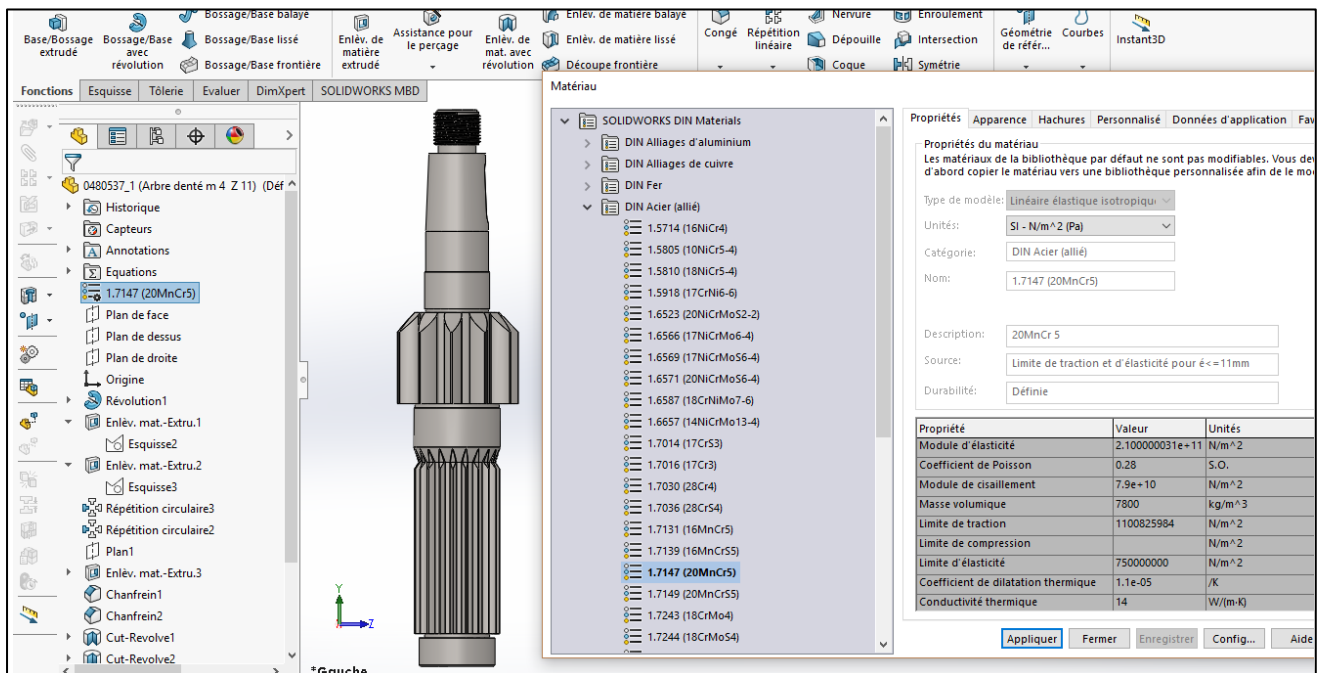 Bossage/Base balayé
Base/Bossage extrudé
Bossage/Base avec révolution
Bossage/Base lissé
Bossage/Base frontière
Enlèv. de matière extrudé
Assistance pour le perçage
Enlèv. de mat. avec révolution
Enlèv. de matière balayé
Enlèv. de matière lissé
Découpe frontière
Congé
Répétition linéaire
Nervure
Dépouille
Coque
Enroulement
Intersection
Symétrie
Géométrie de référ...
Courbes
Instant3D
Fonctions Esquisse Tôlerie Evaluer DimXpert SOLIDWORKS MBD
0480537_1 (Arbre denté m 4 Z 11) (Déf
Historique
Capteurs
Annotations
Equations
1.7147 (20MnCr5)
Plan de face
Plan de dessus
Plan de droite
Origine
Révolution1
Enlèv. mat.-Extru.1
Esquisse2
Enlèv. mat.-Extru.2
Esquisse3
Répétition circulaire3
Répétition circulaire2
Plan1
Enlèv. mat.-Extru.3
Chanfrein1
Chanfrein2
Cut-Revolve1
Cut-Revolve2
Y
Z
*Gauche
Matériau
SOLIDWORKS DIN Materials
DIN Alliages d'aluminium
DIN Alliages de cuivre
DIN Fer
DIN Acier (allié)
1.5714 (16NiCr4)
1.5805 (10NiCr5-4)
1.5810 (18NiCr5-4)
1.5918 (17CrNi6-6)
1.6523 (20NiCrMoS2-2)
1.6566 (17NiCrMo6-4)
1.6569 (17NiCrMoS6-4)
1.6571 (20NiCrMoS6-4)
1.6587 (18CrNiMo7-6)
1.6657 (14NiCrMo13-4)
1.7014 (17CrS3)
1.7016 (17Cr3)
1.7030 (28Cr4)
1.7036 (28CrS4)
1.7131 (16MnCr5)
1.7139 (16MnCrS5)
1.7147 (20MnCr5)
1.7149 (20MnCrS5)
1.7243 (18CrMo4)
1.7244 (18CrMoS4)
Propriétés Apparence Hachures Personnalisé Données d'application Fav
Propriétés du matériau
Les matériaux de la bibliothèque par défaut ne sont pas modifiables. Vous dev
d'abord copier le matériau vers une bibliothèque personnalisée afin de le mo
Type de modèle: Linéaire élastique isotropiqu
Unités: SI - N/m^2 (Pa)
Catégorie: DIN Acier (allié)
Nom: 1.7147 (20MnCr5)
Description: 20MnCr 5
Source: Limite de traction et d'élasticité pour é<=11mm
Durabilité: Définie
Propriété Valeur Unités
Module d'élasticité 2.100000031e+11 N/m^2
Coefficient de Poisson 0.28 S.O.
Module de cisaillement 7.9e+10 N/m^2
Masse volumique 7800 kg/m^3
Limite de traction 1100825984 N/m^2
Limite de compression N/m^2
Limite d'élasticité 750000000 N/m^2
Coefficient de dilatation thermique 1.1e-05 /K
Conductivité thermique 14 W/(m·K)
Appliquer Fermer Enregistrer Config... Aide